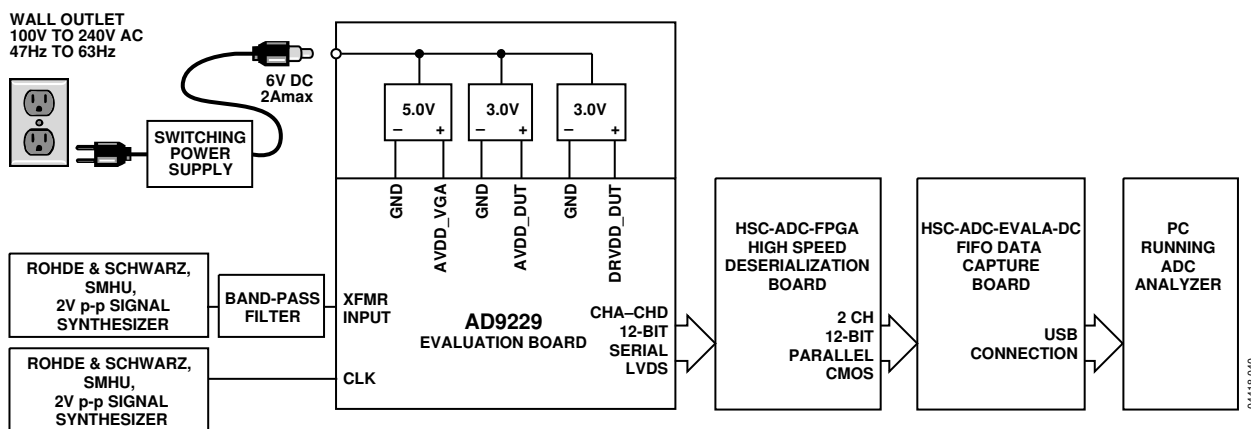 WALL OUTLET
100V TO 240V AC
47Hz TO 63Hz
6V DC
2Amax
SWITCHING
POWER
SUPPLY
5.0V
– +
3.0V
– +
3.0V
– +
GND
AVDD_VGA
GND
AVDD_DUT
GND
DRVDD_DUT
ROHDE & SCHWARZ,
SMHU,
2V p-p SIGNAL
SYNTHESIZER
BAND-PASS
FILTER
XFMR
INPUT
ROHDE & SCHWARZ,
SMHU,
2V p-p SIGNAL
SYNTHESIZER
CLK
AD9229
EVALUATION BOARD
CHA–CHD
12-BIT
SERIAL
LVDS
HSC-ADC-FPGA
HIGH SPEED
DESERIALIZATION
BOARD
2 CH
12-BIT
PARALLEL
CMOS
HSC-ADC-EVALA-DC
FIFO DATA
CAPTURE
BOARD
USB
CONNECTION
PC
RUNNING
ADC
ANALYZER